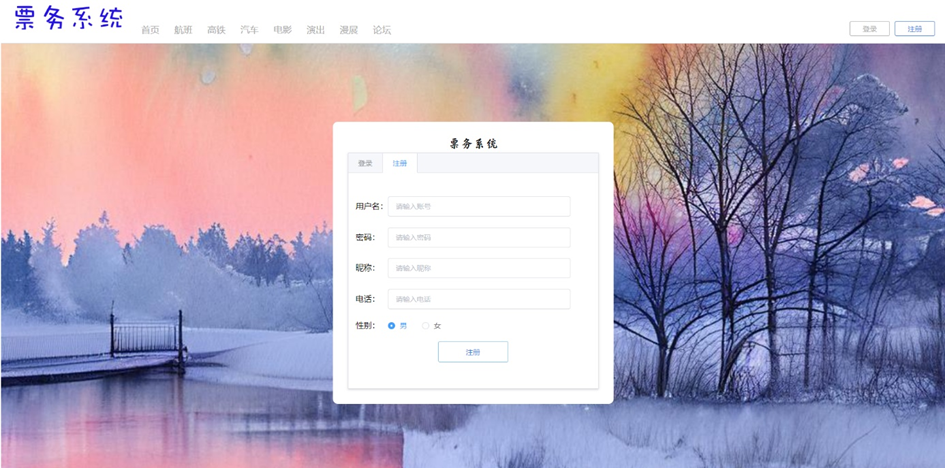 票务系统
首页 航班 高铁 汽车 电影 演出 漫展 论坛
登录 注册
票务系统
登录 注册
用户名： 请输入账号
密码： 请输入密码
昵称： 请输入昵称
电话： 请输入电话
性别： 男 女
注册